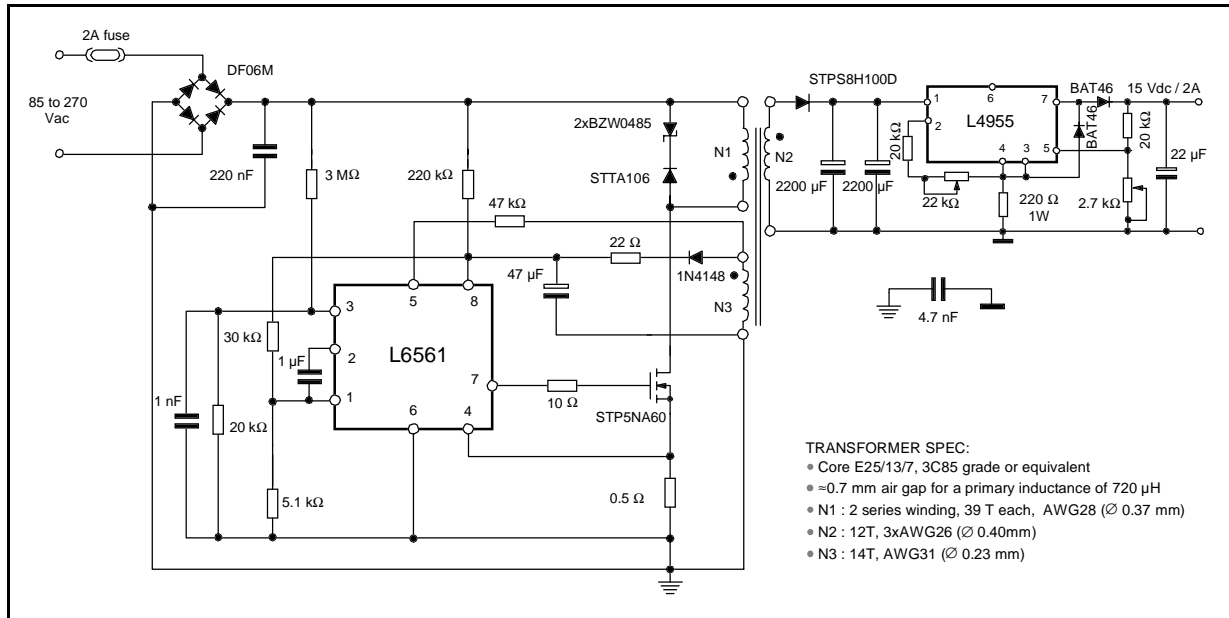 2A fuse
DF06M
85 to 270
Vac
220 nF
3 MΩ
220 kΩ
47 kΩ
2xBZW0485
STTA106
N1
N2
STPS8H100D
2200 µF
2200 µF
1
6
7
L4955
2
4
3
5
20 kΩ
22 kΩ
220 Ω
1W
BAT46
BAT46
15 Vdc / 2A
20 kΩ
22 µF
2.7 kΩ
22 Ω
1N4148
47 µF
N3
4.7 nF
5
8
3
30 kΩ
L6561
2
1 µF
1
7
6
4
10 Ω
STP5NA60
1 nF
20 kΩ
5.1 kΩ
0.5 Ω
TRANSFORMER SPEC:
● Core E25/13/7, 3C85 grade or equivalent
● ≈0.7 mm air gap for a primary inductance of 720 µH
● N1 : 2 series winding, 39 T each, AWG28 (∅ 0.37 mm)
● N2 : 12T, 3xAWG26 (∅ 0.40mm)
● N3 : 14T, AWG31 (∅ 0.23 mm)